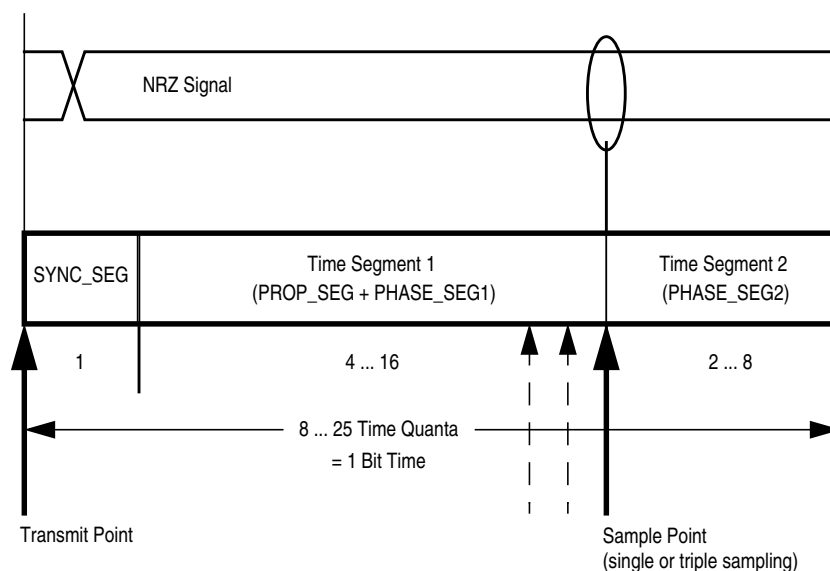 NRZ Signal
SYNC_SEG
Time Segment 1
(PROP_SEG + PHASE_SEG1)
Time Segment 2
(PHASE_SEG2)
1
4 ... 16
2 ... 8
8 ... 25 Time Quanta
= 1 Bit Time
Transmit Point
Sample Point
(single or triple sampling)